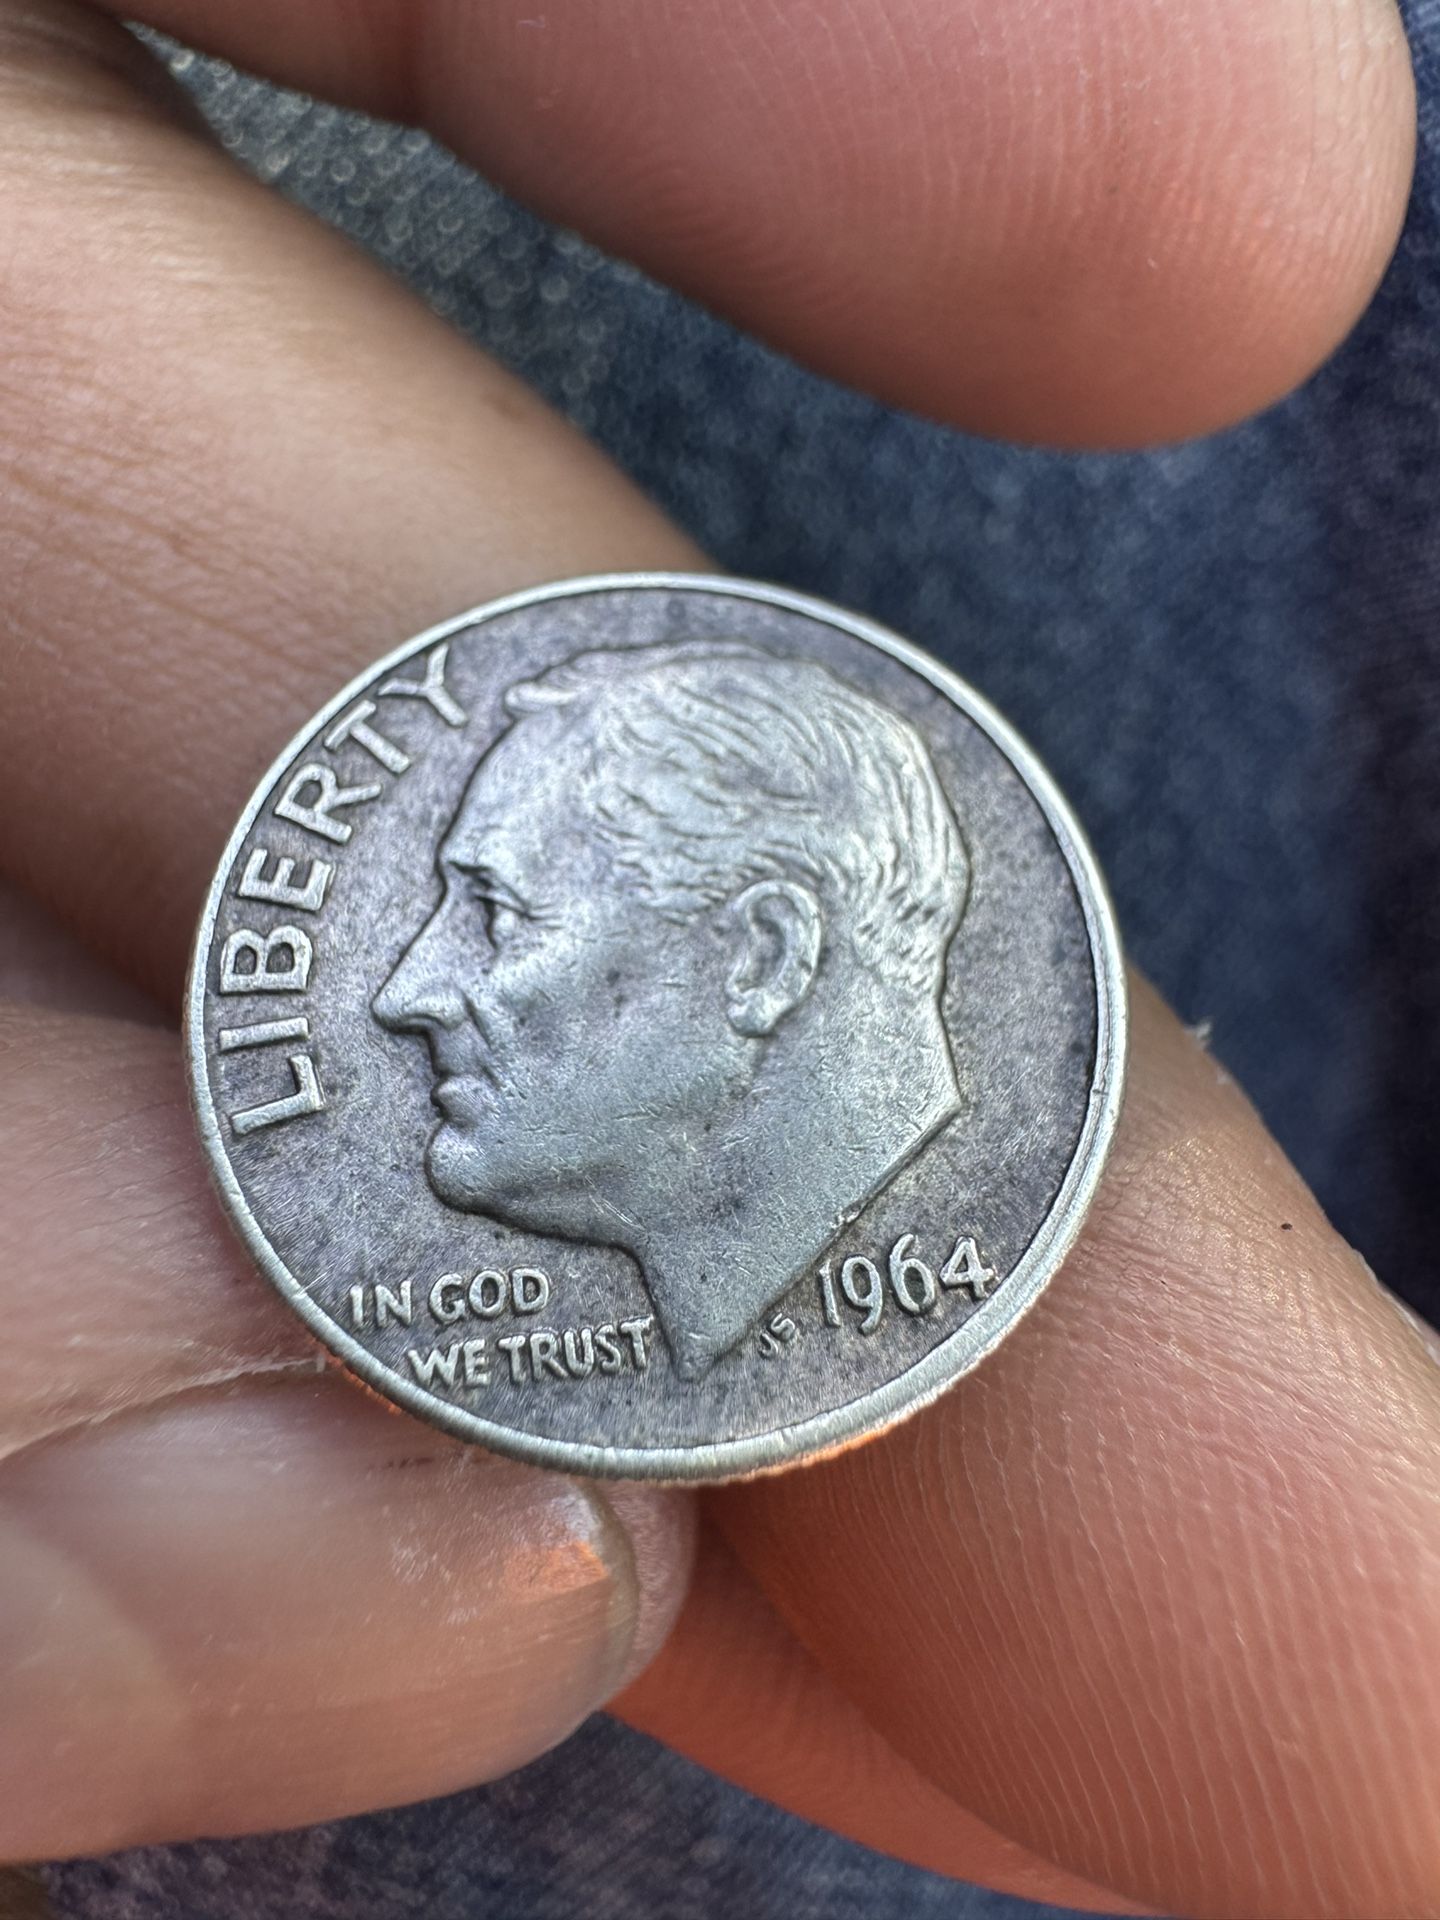 LIBERTY
IN GOD
WE TRUST
JS
1964